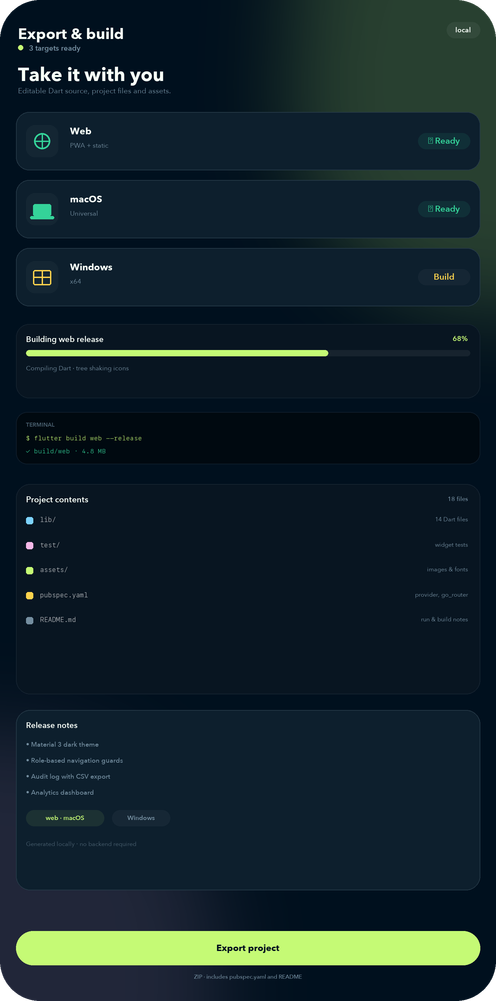 Export & build
local
3 targets ready
Take it with you
Editable Dart source, project files and assets.
Web
PWA + static
Ready
macOS
Universal
Ready
Windows
x64
Build
Building web release
68%
Compiling Dart · tree shaking icons
TERMINAL
$ flutter build web --release
✓ build/web · 4.8 MB
Project contents
18 files
lib/
14 Dart files
test/
widget tests
assets/
images & fonts
pubspec.yaml
provider, go_router
README.md
run & build notes
Release notes
• Material 3 dark theme
• Role-based navigation guards
• Audit log with CSV export
• Analytics dashboard
web · macOS
Windows
Generated locally · no backend required
Export project
ZIP · includes pubspec.yaml and README